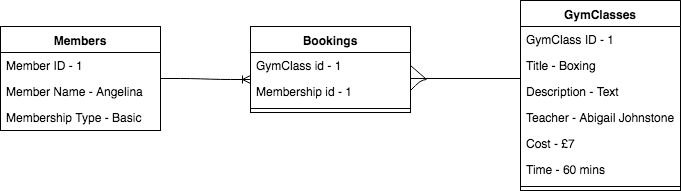 Members
Member ID - 1
Member Name - Angelina
Membership Type - Basic
Bookings
GymClass id - 1
Membership id - 1
GymClasses
GymClass ID - 1
Title - Boxing
Description - Text
Teacher - Abigail Johnstone
Cost - £7
Time - 60 mins